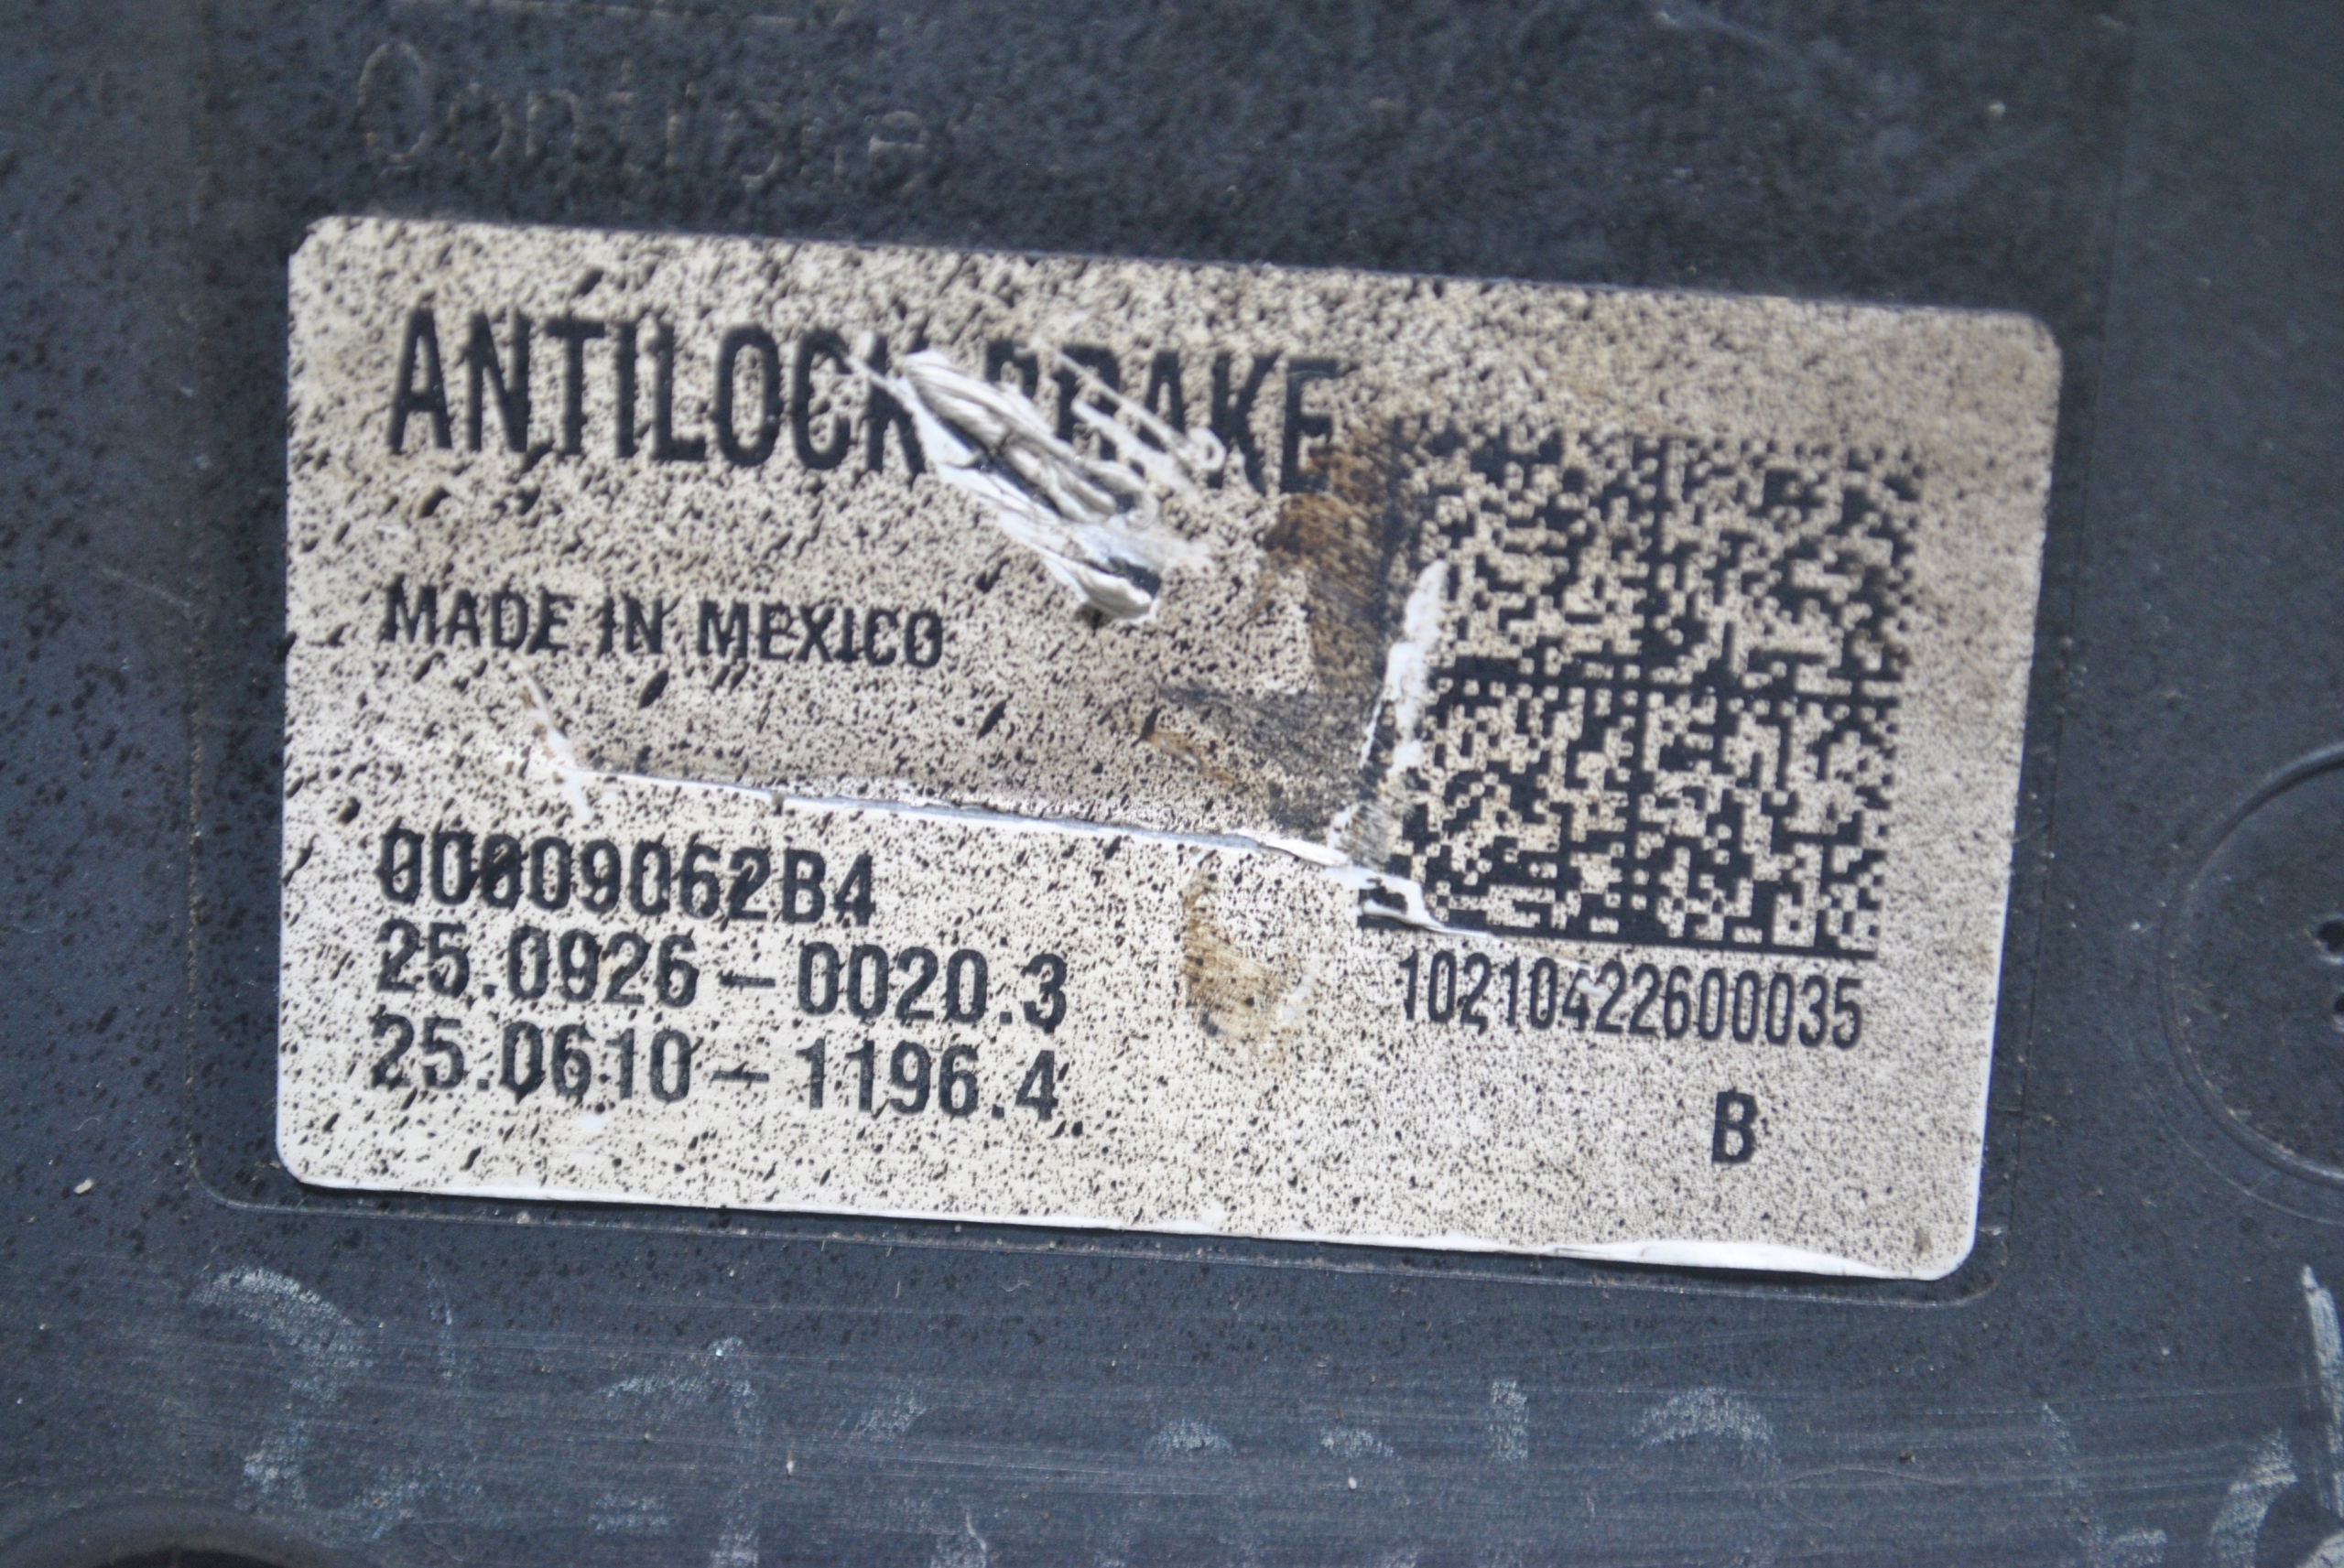 ANTILOCK BRAKE
MADE IN MEXICO
00009062B4
25.0926-0020.3
25.0610-1196.4
10210422600035
B